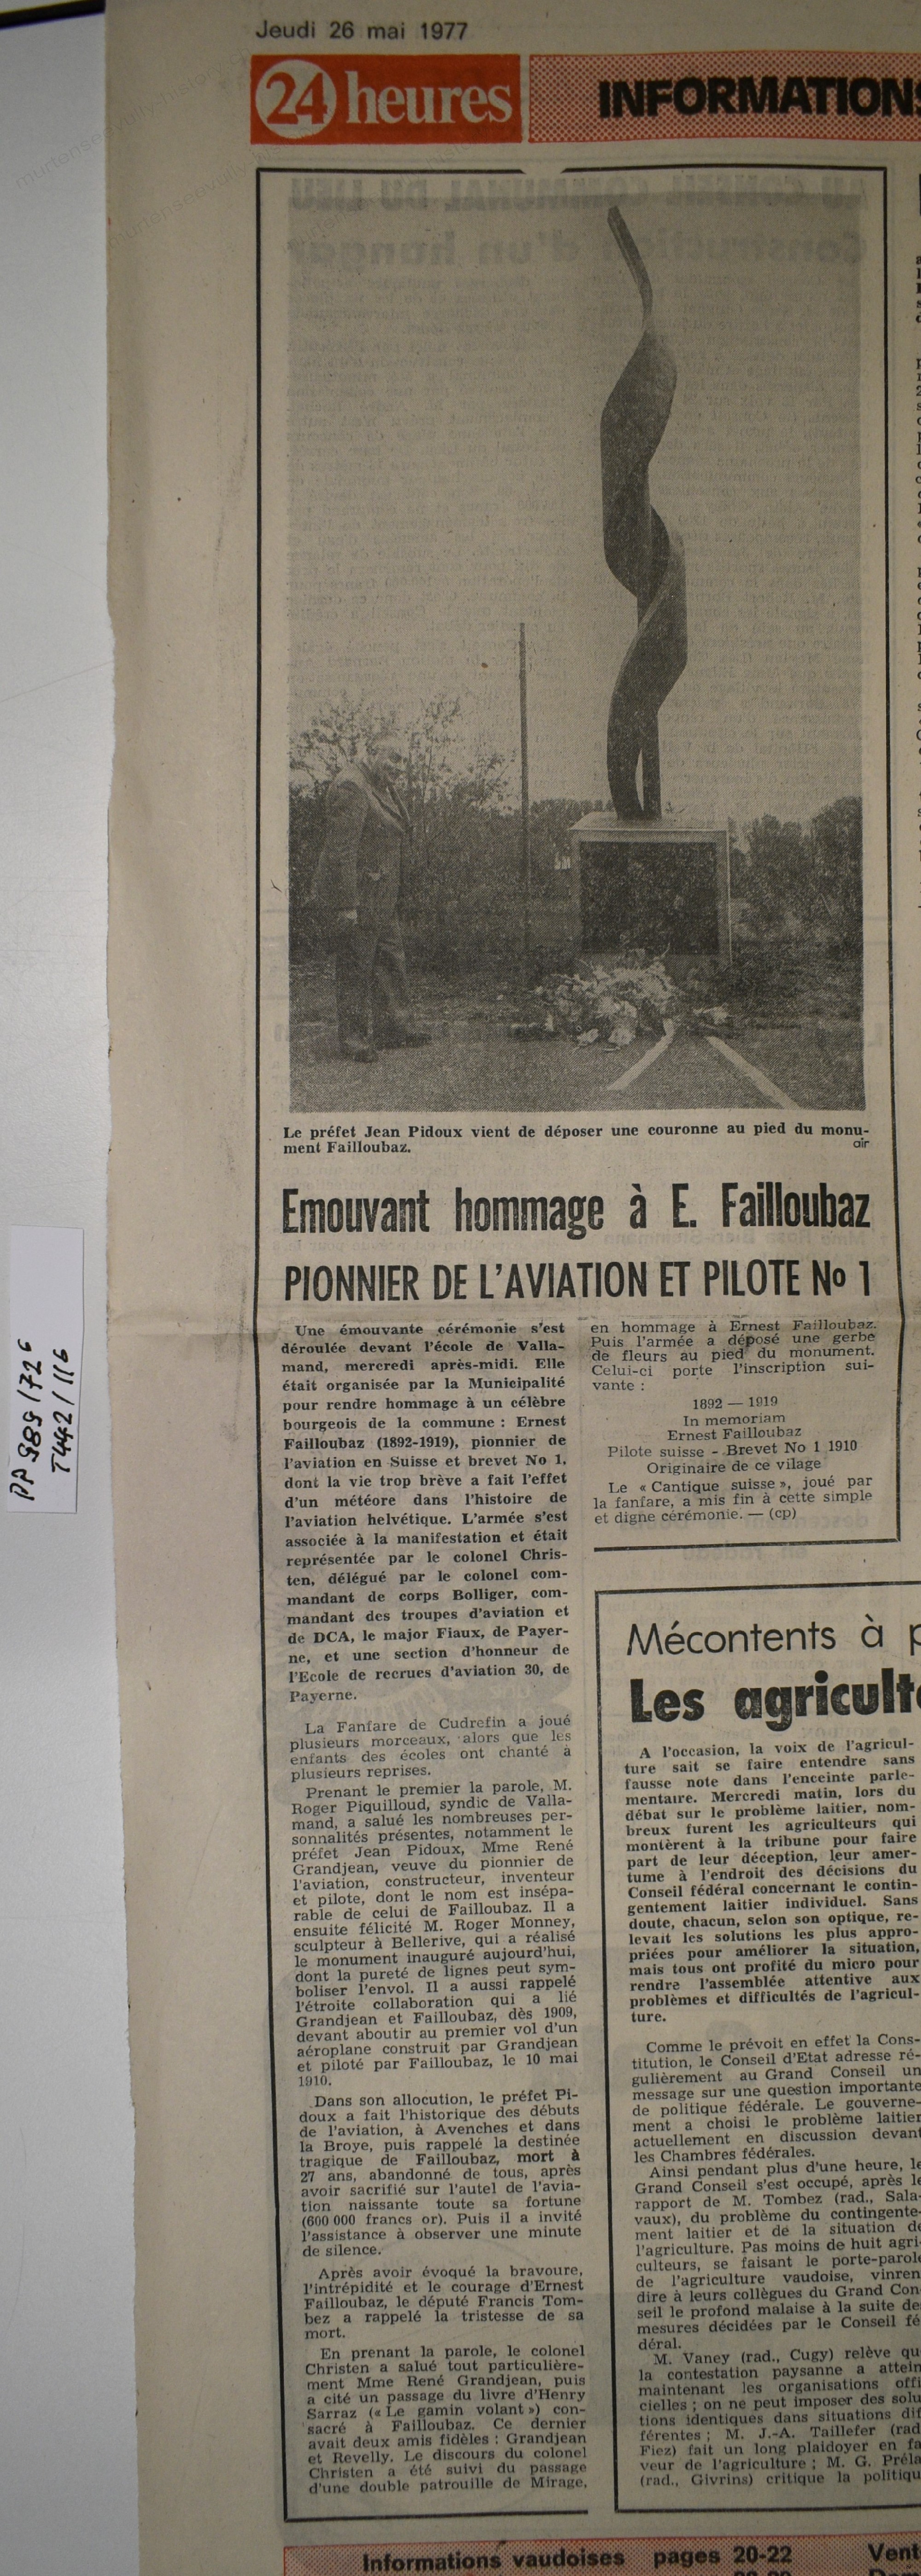 Jeudi 26 mai 1977
24 heures
INFORMATIONS
Le préfet Jean Pidoux vient de déposer une couronne au pied du monu-
ment Failloubaz.
air
Emouvant hommage à E. Failloubaz
PIONNIER DE L'AVIATION ET PILOTE No 1
Une émouvante cérémonie s'est
déroulée devant l'école de Valla-
mand, mercredi après-midi. Elle
était organisée par la Municipalité
pour rendre hommage à un célèbre
bourgeois de la commune : Ernest
Failloubaz (1892-1919), pionnier de
l'aviation en Suisse et brevet No 1,
dont la vie trop brève a fait l'effet
d'un météore dans l'histoire de
l'aviation helvétique. L'armée s'est
associée à la manifestation et était
représentée par le colonel Chris-
ten, délégué par le colonel com-
mandant de corps Bolliger, com-
mandant des troupes d'aviation et
de DCA, le major Fiaux, de Payer-
ne, et une section d'honneur de
l'Ecole de recrues d'aviation 30, de
Payerne.
La Fanfare de Cudrefin a joué
plusieurs morceaux, alors que les
enfants des écoles ont chanté à
plusieurs reprises.
Prenant le premier la parole, M.
Roger Piquilloud, syndic de Valla-
mand, a salué les nombreuses per-
sonnalités présentes, notamment le
préfet Jean Pidoux, Mme René
Grandjean, veuve du pionnier de
l'aviation, constructeur, inventeur
et pilote, dont le nom est insépa-
rable de celui de Failloubaz. Il a
ensuite félicité M. Roger Monney,
sculpteur à Bellerive, qui a réalisé
le monument inauguré aujourd'hui,
dont la pureté de lignes peut sym-
boliser l'envol. Il a aussi rappelé
l'étroite collaboration qui a lié
Grandjean et Failloubaz, dès 1909,
devant aboutir au premier vol d'un
aéroplane construit par Grandjean
et piloté par Failloubaz, le 10 mai
1910.
Dans son allocution, le préfet Pi-
doux a fait l'historique des débuts
de l'aviation, à Avenches et dans
la Broye, puis rappelé la destinée
tragique de Failloubaz, mort à
27 ans, abandonné de tous, après
avoir sacrifié sur l'autel de l'avia-
tion naissante toute sa fortune
(600 000 francs or). Puis il a invité
l'assistance à observer une minute
de silence.
Après avoir évoqué la bravoure,
l'intrépidité et le courage d'Ernest
Failloubaz, le député Francis Tom-
bez a rappelé la tristesse de sa
mort.
En prenant la parole, le colonel
Christen a salué tout particulière-
ment Mme René Grandjean, puis
a cité un passage du livre d'Henry
Sarraz (« Le gamin volant ») con-
sacré à Failloubaz. Ce dernier
avait deux amis fidèles : Grandjean
et Revelly. Le discours du colonel
Christen a été suivi du passage
d'une double patrouille de Mirage,
en hommage à Ernest Failloubaz.
Puis l'armée a déposé une gerbe
de fleurs au pied du monument.
Celui-ci porte l'inscription sui-
vante :
1892 — 1919
In memoriam
Ernest Failloubaz
Pilote suisse - Brevet No 1 1910
Originaire de ce vilage
Le « Cantique suisse », joué par
la fanfare, a mis fin à cette simple
et digne cérémonie. — (cp)
Mécontents à p
Les agricult
A l'occasion, la voix de l'agricul-
ture sait se faire entendre sans
fausse note dans l'enceinte parle-
mentaire. Mercredi matin, lors du
débat sur le problème laitier, nom-
breux furent les agriculteurs qui
montèrent à la tribune pour faire
part de leur déception, leur amer-
tume à l'endroit des décisions du
Conseil fédéral concernant le contin-
gentement laitier individuel. Sans
doute, chacun, selon son optique, re-
levait les solutions les plus appro-
priées pour améliorer la situation,
mais tous ont profité du micro pour
rendre l'assemblée attentive aux
problèmes et difficultés de l'agricul-
ture.
Comme le prévoit en effet la Cons-
titution, le Conseil d'Etat adresse ré-
gulièrement au Grand Conseil un
message sur une question importante
de politique fédérale. Le gouverne-
ment a choisi le problème laitier
actuellement en discussion devant
les Chambres fédérales.
Ainsi pendant plus d'une heure, le
Grand Conseil s'est occupé, après le
rapport de M. Tombez (rad., Sala-
vaux), du problème du contingente-
ment laitier et de la situation de
l'agriculture. Pas moins de huit agri-
culteurs, se faisant le porte-parole
de l'agriculture vaudoise, vinren
dire à leurs collègues du Grand Con-
seil le profond malaise à la suite de
mesures décidées par le Conseil fé-
déral.
M. Vaney (rad., Cugy) relève qu
la contestation paysanne a attein
maintenant les organisations offi
cielles ; on ne peut imposer des solu
tions identiques dans situations dif
férentes ; M. J.-A. Taillefer (rad
Fiez) fait un long plaidoyer en fa
veur de l'agriculture ; M. G. Préla
(rad., Givrins) critique la politiqu
Informations vaudoises pages 20-22
Vent
PP 989/726
T442/116